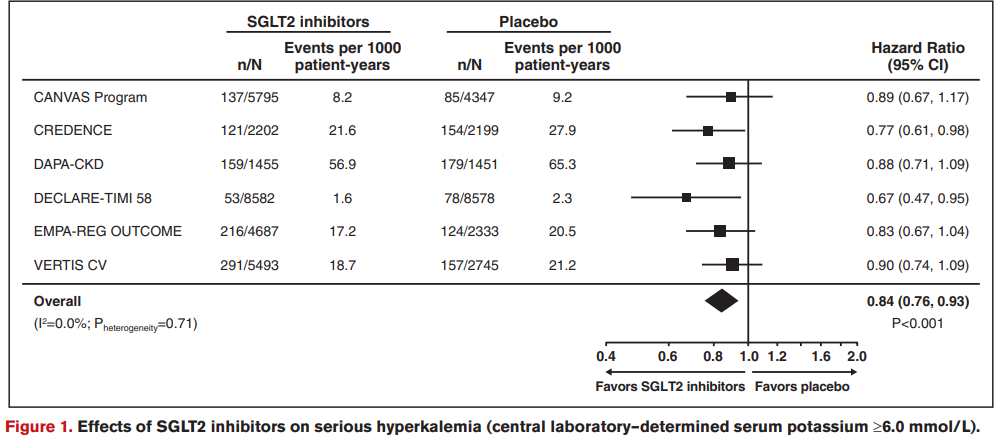 SGLT2 inhibitors Placebo
Events per 1000 Events per 1000 Hazard Ratio
n/N patient-years n/N patient-years (95% CI)
CANVAS Program 137/5795 8.2 85/4347 9.2 0.89 (0.67, 1.17)
CREDENCE 121/2202 21.6 154/2199 27.9 0.77 (0.61, 0.98)
DAPA-CKD 159/1455 56.9 179/1451 65.3 0.88 (0.71, 1.09)
DECLARE-TIMI 58 53/8582 1.6 78/8578 2.3 0.67 (0.47, 0.95)
EMPA-REG OUTCOME 216/4687 17.2 124/2333 20.5 0.83 (0.67, 1.04)
VERTIS CV 291/5493 18.7 157/2745 21.2 0.90 (0.74, 1.09)
Overall 0.84 (0.76, 0.93)
(I²=0.0%; Pheterogeneity=0.71) P<0.001
0.4 0.6 0.8 1.0 1.2 1.6 2.0
Favors SGLT2 inhibitors Favors placebo
Figure 1. Effects of SGLT2 inhibitors on serious hyperkalemia (central laboratory–determined serum potassium ≥6.0 mmol/L).